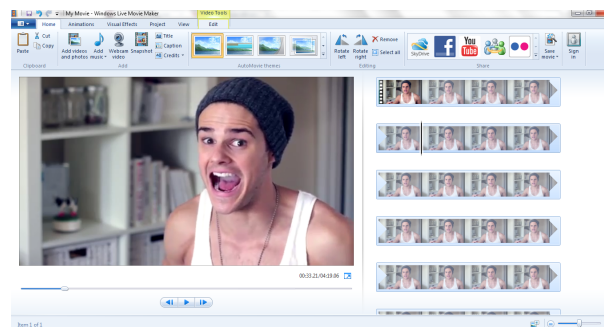 My Movie - Windows Live Movie Maker
Video Tools
Home Animations Visual Effects Project View Edit
Paste
Cut
Copy
Clipboard
Add videos and photos
Add music
Webcam video
Snapshot
Title
Caption
Credits
Add
AutoMovie themes
Rotate left
Rotate right
Remove
Select all
Editing
SkyDrive
f
You Tube
Share
Save movie
Sign in
00:33.21/04:19.06
Item 1 of 1